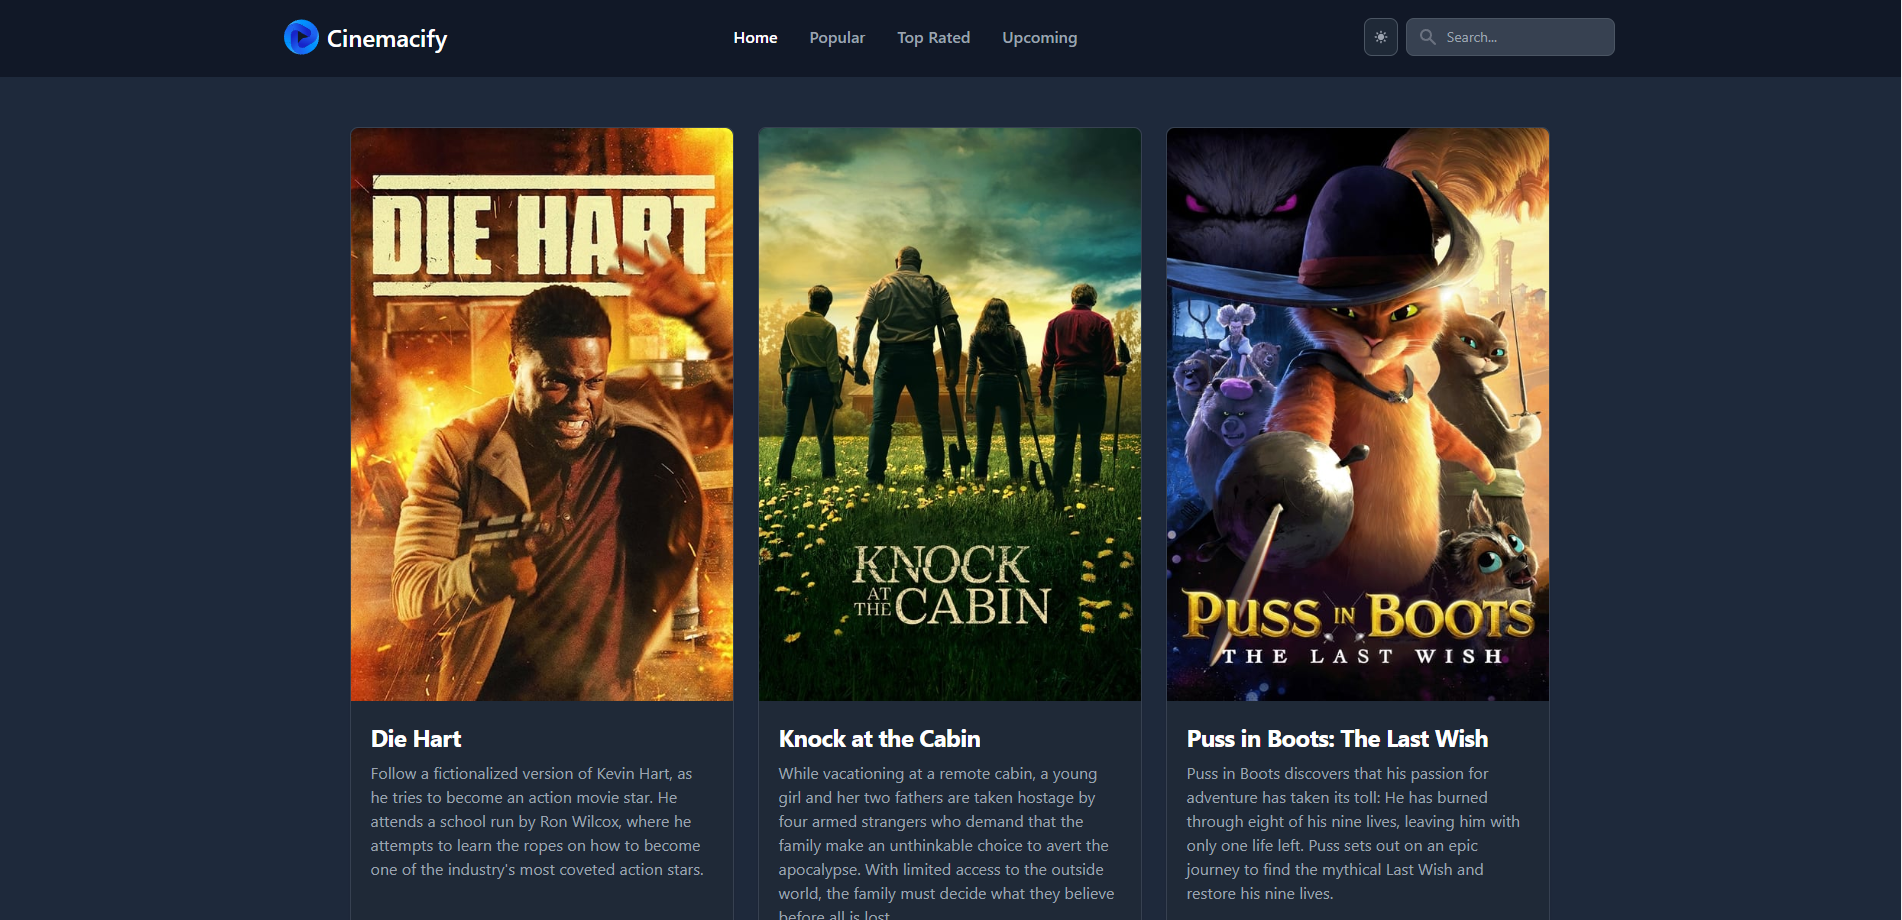 Cinemacify
Home
Popular
Top Rated
Upcoming
Search...
DIE HART
KNOCK
AT
THE CABIN
PUSS IN BOOTS
THE LAST WISH
Die Hart
Follow a fictionalized version of Kevin Hart, as
he tries to become an action movie star. He
attends a school run by Ron Wilcox, where he
attempts to learn the ropes on how to become
one of the industry's most coveted action stars.
Knock at the Cabin
While vacationing at a remote cabin, a young
girl and her two fathers are taken hostage by
four armed strangers who demand that the
family make an unthinkable choice to avert the
apocalypse. With limited access to the outside
world, the family must decide what they believe
before all is lost.
Puss in Boots: The Last Wish
Puss in Boots discovers that his passion for
adventure has taken its toll: He has burned
through eight of his nine lives, leaving him with
only one life left. Puss sets out on an epic
journey to find the mythical Last Wish and
restore his nine lives.